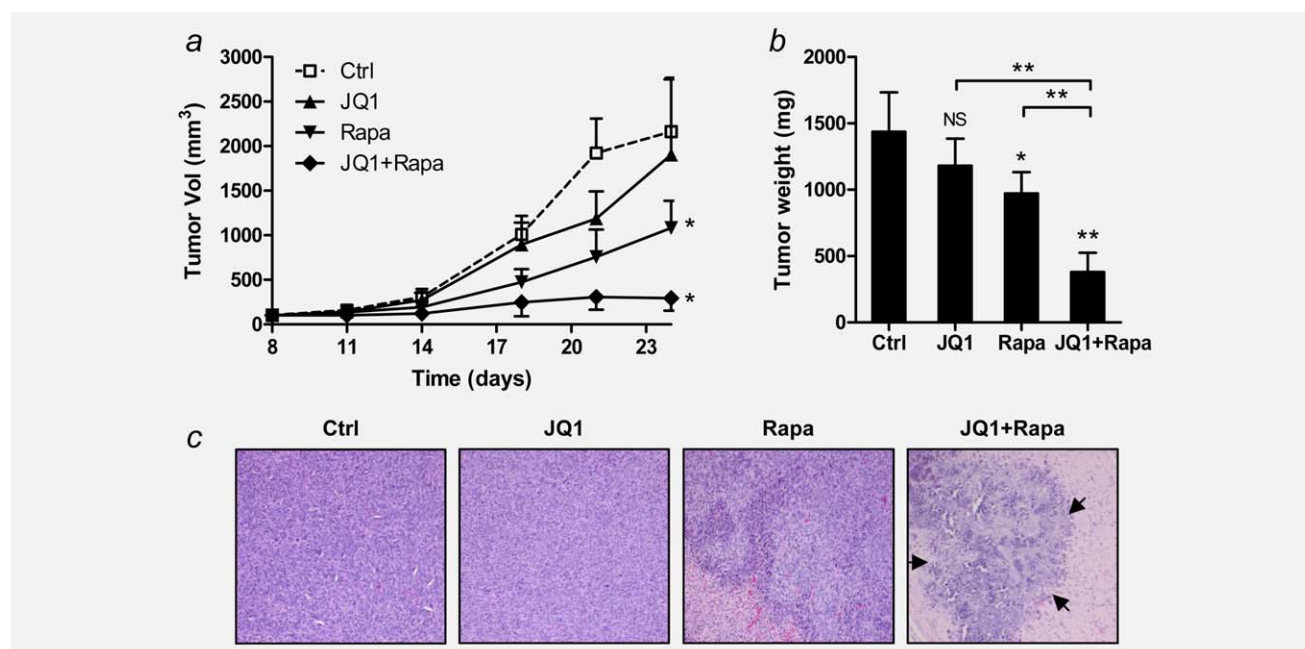 a
3000
2500
2000
1500
1000
500
0
Tumor Vol (mm³)
Ctrl
JQ1
Rapa
JQ1+Rapa
*
*
8 11 14 17 20 23
Time (days)
b
2000
1500
1000
500
0
Tumor weight (mg)
**
**
NS
*
**
Ctrl JQ1 Rapa JQ1+Rapa
c
Ctrl JQ1 Rapa JQ1+Rapa